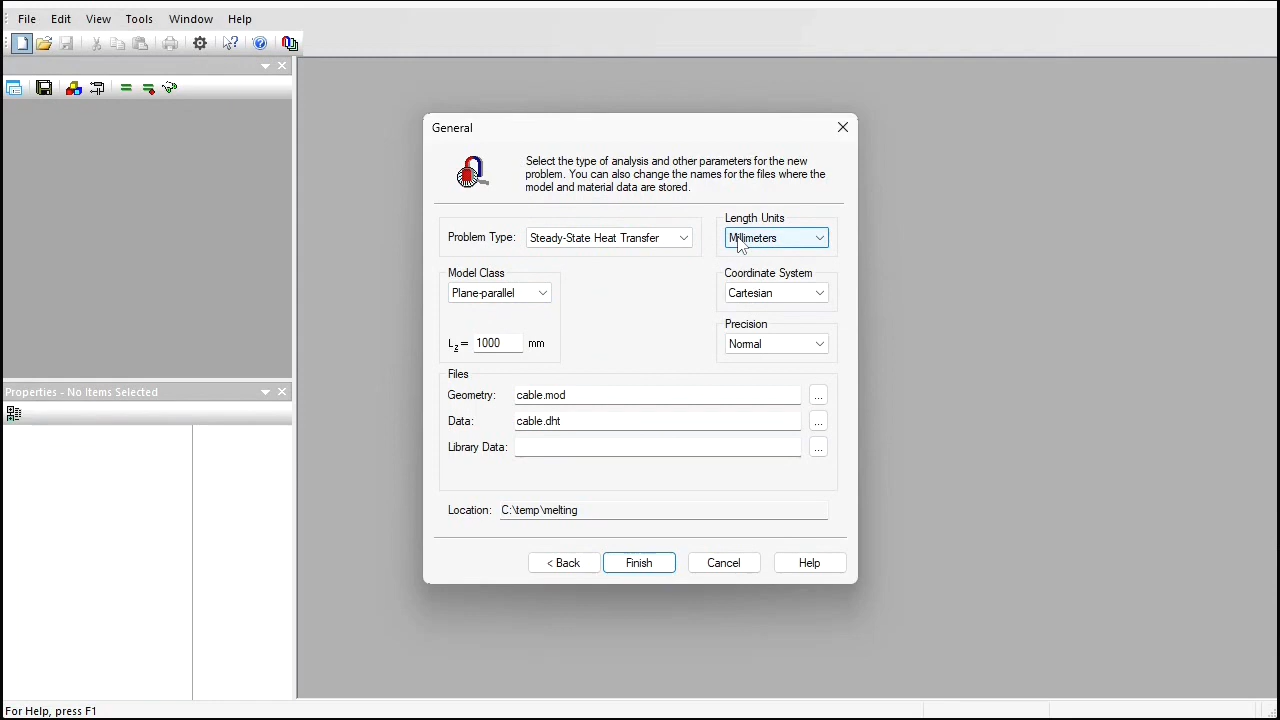 File Edit View Tools Window Help
General
Select the type of analysis and other parameters for the new
problem. You can also change the names for the files where the
model and material data are stored.
Length Units
Problem Type: Steady-State Heat Transfer
Millimeters
Model Class
Coordinate System
Plane-parallel
Cartesian
Precision
Lz= 1000 mm
Normal
Files
Geometry: cable.mod ...
Data: cable.dht ...
Library Data: ...
Location: C:\temp\melting
< Back Finish Cancel Help
Properties - No Items Selected
For Help, press F1